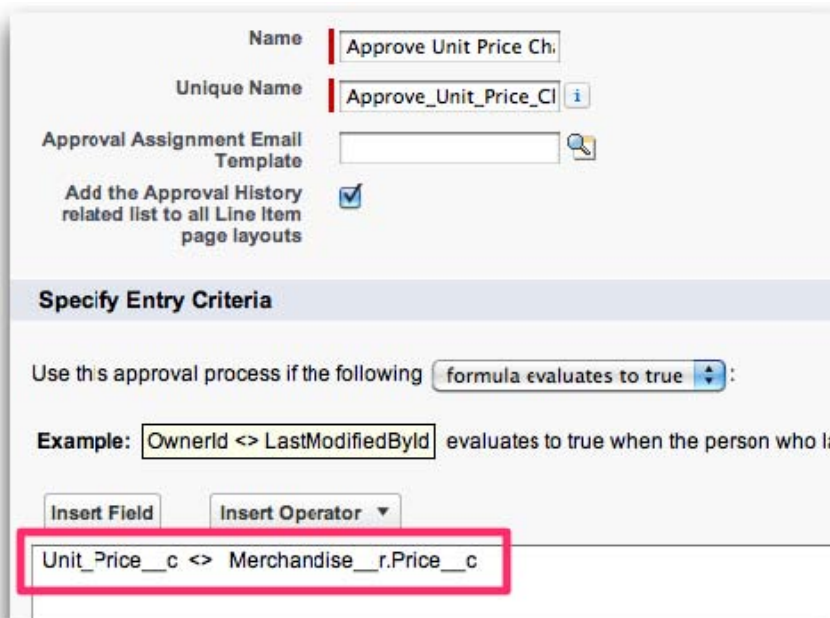 Name
Approve Unit Price Cha
Unique Name
Approve_Unit_Price_Cl
i
Approval Assignment Email
Template
Add the Approval History
related list to all Line Item
page layouts
Specify Entry Criteria
Use this approval process if the following formula evaluates to true :
Example: OwnerId <> LastModifiedById evaluates to true when the person who la
Insert Field Insert Operator
Unit_Price__c <> Merchandise__r.Price__c